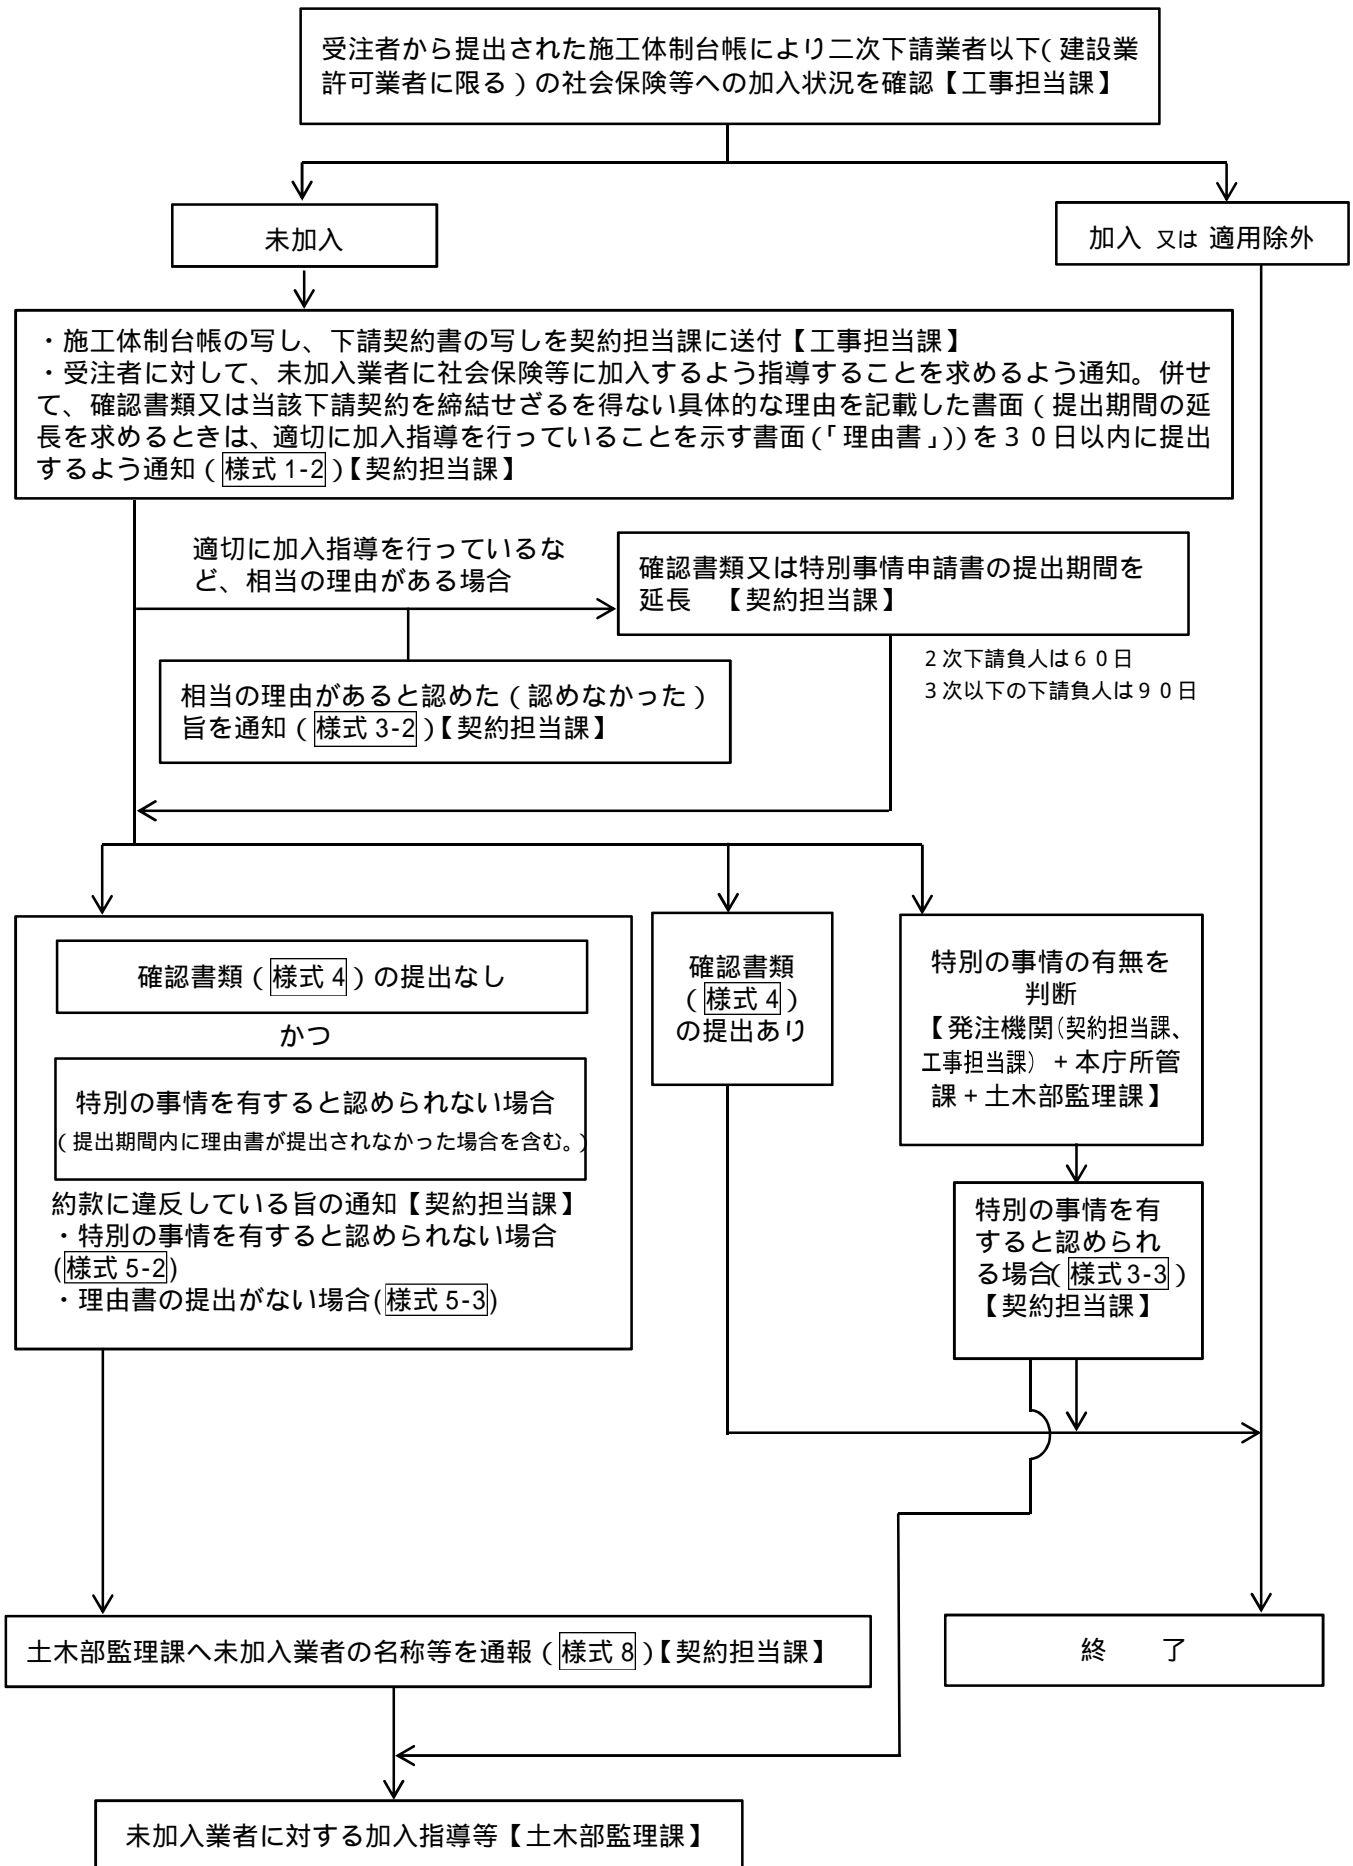 受注者から提出された施工体制台帳により二次下請業者以下(建設業
許可業者に限る)の社会保険等への加入状況を確認【工事担当課】
未加入
加入 又は 適用除外
・施工体制台帳の写し、下請契約書の写しを契約担当課に送付【工事担当課】
・受注者に対して、未加入業者に社会保険等に加入するよう指導することを求めるよう通知。併せ
て、確認書類又は当該下請契約を締結せざるを得ない具体的な理由を記載した書面(提出期間の延
長を求めるときは、適切に加入指導を行っていることを示す書面(「理由書」))を30日以内に提出
するよう通知(様式 1-2)【契約担当課】
適切に加入指導を行っているな
ど、相当の理由がある場合
確認書類又は特別事情申請書の提出期間を
延長 【契約担当課】
2次下請負人は60日
3次以下の下請負人は90日
相当の理由があると認めた(認めなかった)
旨を通知(様式 3-2)【契約担当課】
確認書類(様式 4)の提出なし
かつ
特別の事情を有すると認められない場合
(提出期間内に理由書が提出されなかった場合を含む。)
約款に違反している旨の通知【契約担当課】
・特別の事情を有すると認められない場合
(様式 5-2)
・理由書の提出がない場合(様式 5-3)
確認書類
(様式 4)
の提出あり
特別の事情の有無を
判断
【発注機関(契約担当課、
工事担当課)+本庁所管
課+土木部監理課】
特別の事情を有
すると認められ
る場合(様式3-3)
【契約担当課】
土木部監理課へ未加入業者の名称等を通報(様式 8)【契約担当課】
終 了
未加入業者に対する加入指導等【土木部監理課】